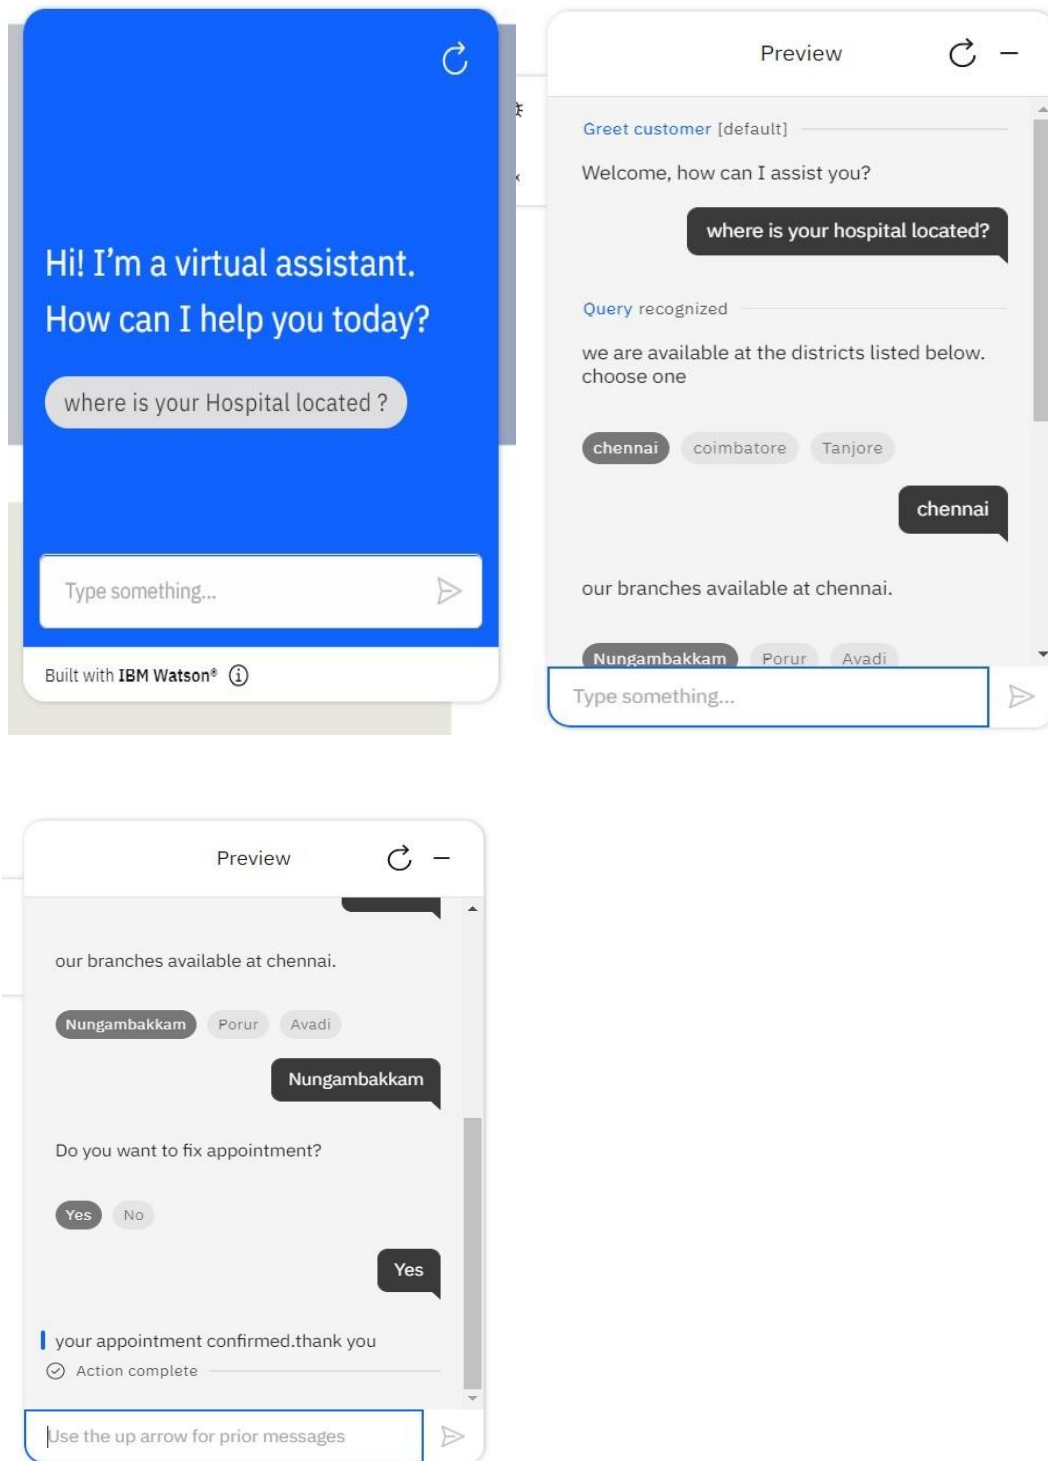 Hi! I'm a virtual assistant.
How can I help you today?
where is your Hospital located ?
Type something...
Built with IBM Watson®
Preview
Greet customer [default]
Welcome, how can I assist you?
where is your hospital located?
Query recognized
we are available at the districts listed below.
choose one
chennai coimbatore Tanjore
chennai
our branches available at chennai.
Nungambakkam Porur Avadi
Type something...
Preview
our branches available at chennai.
Nungambakkam Porur Avadi
Nungambakkam
Do you want to fix appointment?
Yes No
Yes
your appointment confirmed.thank you
Action complete
Use the up arrow for prior messages